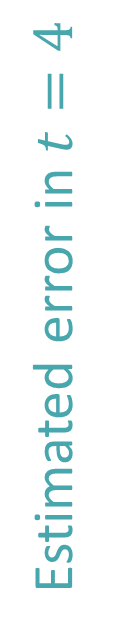 Estimated error in t = 4